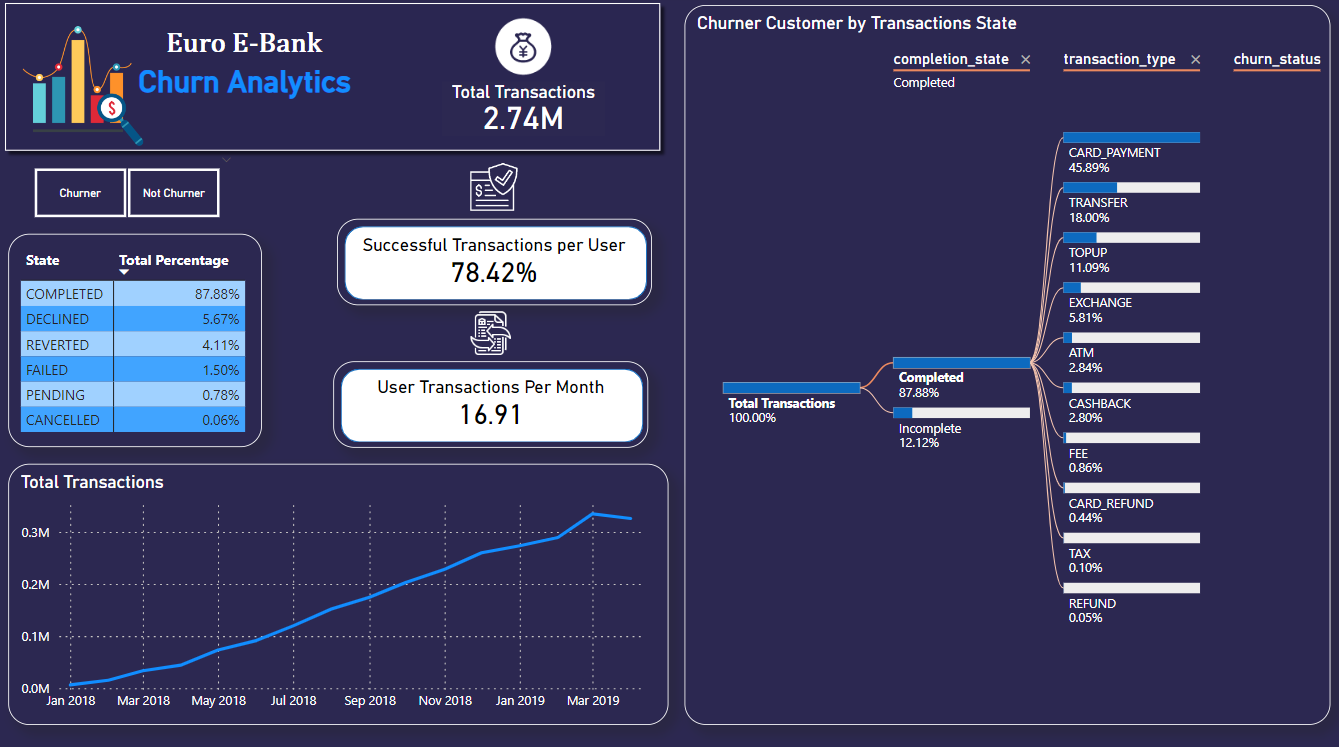 Euro E-Bank
Churn Analytics
$
¥
Total Transactions
2.74M
Churner
Not Churner
$
Successful Transactions per User
78.42%
State Total Percentage
COMPLETED 87.88%
DECLINED 5.67%
REVERTED 4.11%
FAILED 1.50%
PENDING 0.78%
CANCELLED 0.06%
User Transactions Per Month
16.91
Total Transactions
0.3M
0.2M
0.1M
0.0M
Jan 2018 Mar 2018 May 2018 Jul 2018 Sep 2018 Nov 2018 Jan 2019 Mar 2019
Churner Customer by Transactions State
completion_state × transaction_type × churn_status
Completed
Total Transactions
100.00%
Completed
87.88%
Incomplete
12.12%
CARD_PAYMENT
45.89%
TRANSFER
18.00%
TOPUP
11.09%
EXCHANGE
5.81%
ATM
2.84%
CASHBACK
2.80%
FEE
0.86%
CARD_REFUND
0.44%
TAX
0.10%
REFUND
0.05%